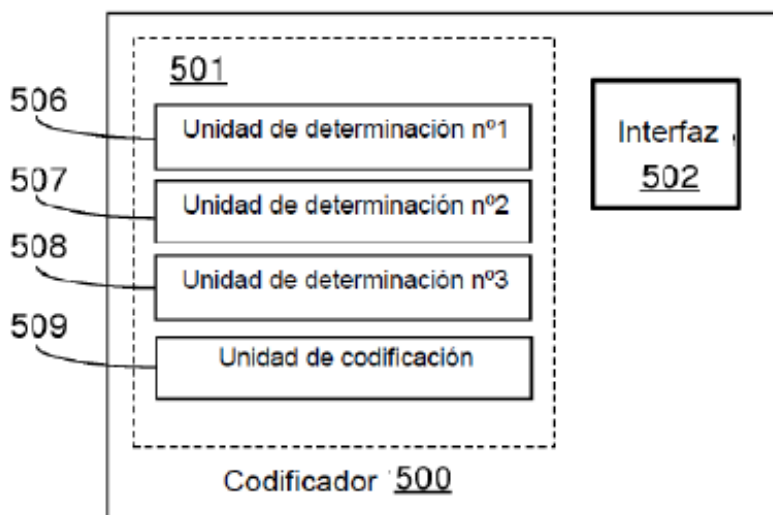 501
506
Unidad de determinación nº1
Interfaz
502
507
Unidad de determinación nº2
508
Unidad de determinación nº3
509
Unidad de codificación
Codificador 500